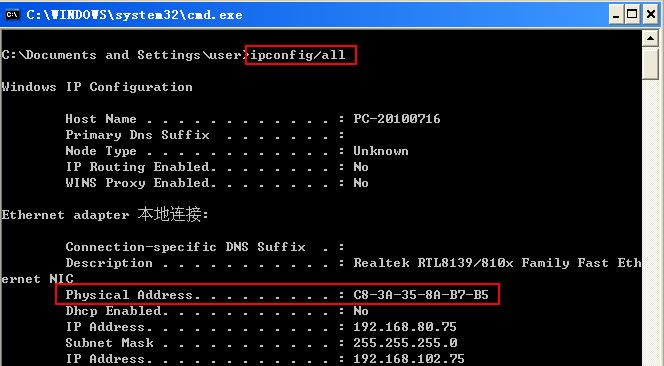 C:\WINDOWS\system32\cmd.exe
C:\Documents and Settings\user>ipconfig/all
Windows IP Configuration
Host Name . . . . . . . . . . . . : PC-20100716
Primary Dns Suffix . . . . . . . :
Node Type . . . . . . . . . . . . : Unknown
IP Routing Enabled. . . . . . . . : No
WINS Proxy Enabled. . . . . . . . : No
Ethernet adapter 本地连接:
Connection-specific DNS Suffix . :
Description . . . . . . . . . . . : Realtek RTL8139/810x Family Fast Eth
ernet NIC
Physical Address. . . . . . . . . : C8-3A-35-8A-B7-B5
Dhcp Enabled. . . . . . . . . . . : No
IP Address. . . . . . . . . . . . : 192.168.80.75
Subnet Mask . . . . . . . . . . . : 255.255.255.0
IP Address. . . . . . . . . . . . : 192.168.102.75